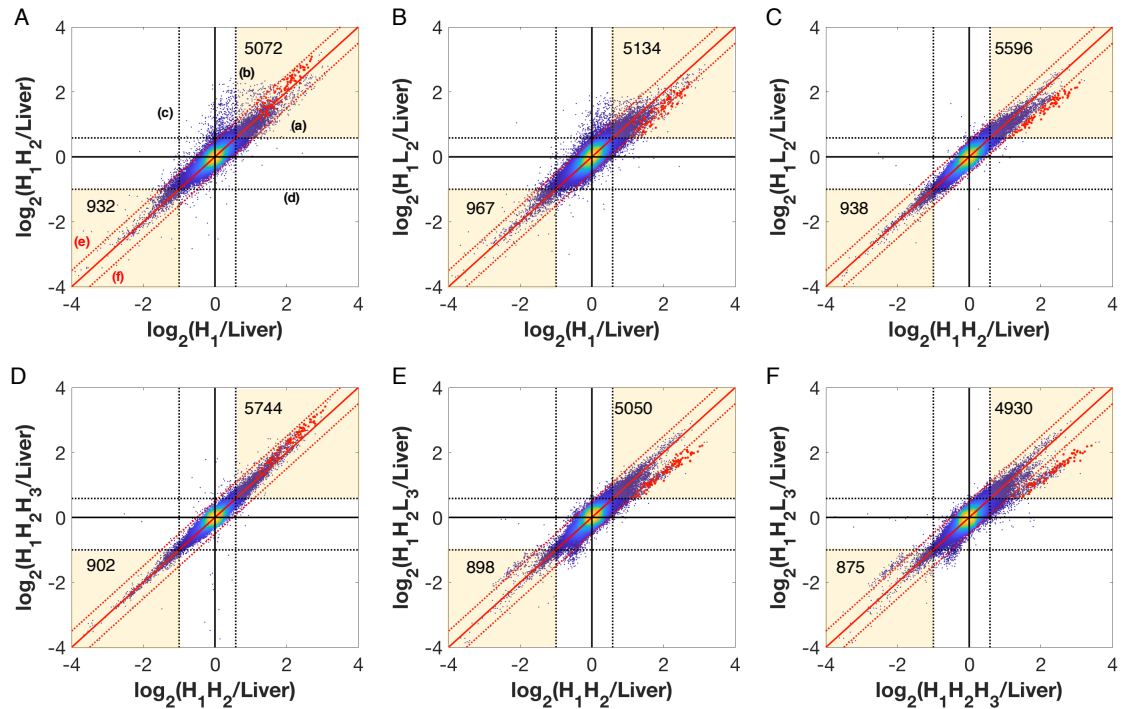 A
B
C
4
2
0
-2
-4
log2(H1H2/Liver)
5072
(b)
(c)
(a)
(d)
932
(e)
(f)
-4 -2 0 2 4
log2(H1/Liver)
4
2
0
-2
-4
log2(H1L2/Liver)
5134
967
-4 -2 0 2 4
log2(H1/Liver)
4
2
0
-2
-4
log2(H1L2/Liver)
5596
938
-4 -2 0 2 4
log2(H1H2/Liver)
D
E
F
4
2
0
-2
-4
log2(H1H2H3/Liver)
5744
902
-4 -2 0 2 4
log2(H1H2/Liver)
4
2
0
-2
-4
log2(H1H2L3/Liver)
5050
898
-4 -2 0 2 4
log2(H1H2/Liver)
4
2
0
-2
-4
log2(H1H2L3/Liver)
4930
875
-4 -2 0 2 4
log2(H1H2H3/Liver)